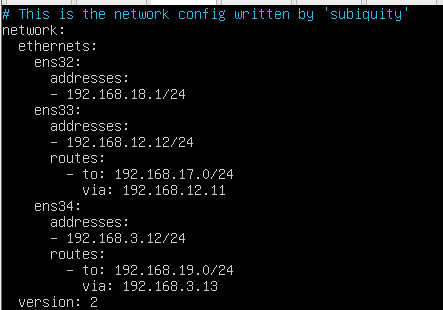 # This is the network config written by 'subiquity'
network:
  ethernets:
    ens32:
      addresses:
      - 192.168.18.1/24
    ens33:
      addresses:
      - 192.168.12.12/24
      routes:
        - to: 192.168.17.0/24
          via: 192.168.12.11
    ens34:
      addresses:
      - 192.168.3.12/24
      routes:
        - to: 192.168.19.0/24
          via: 192.168.3.13
  version: 2